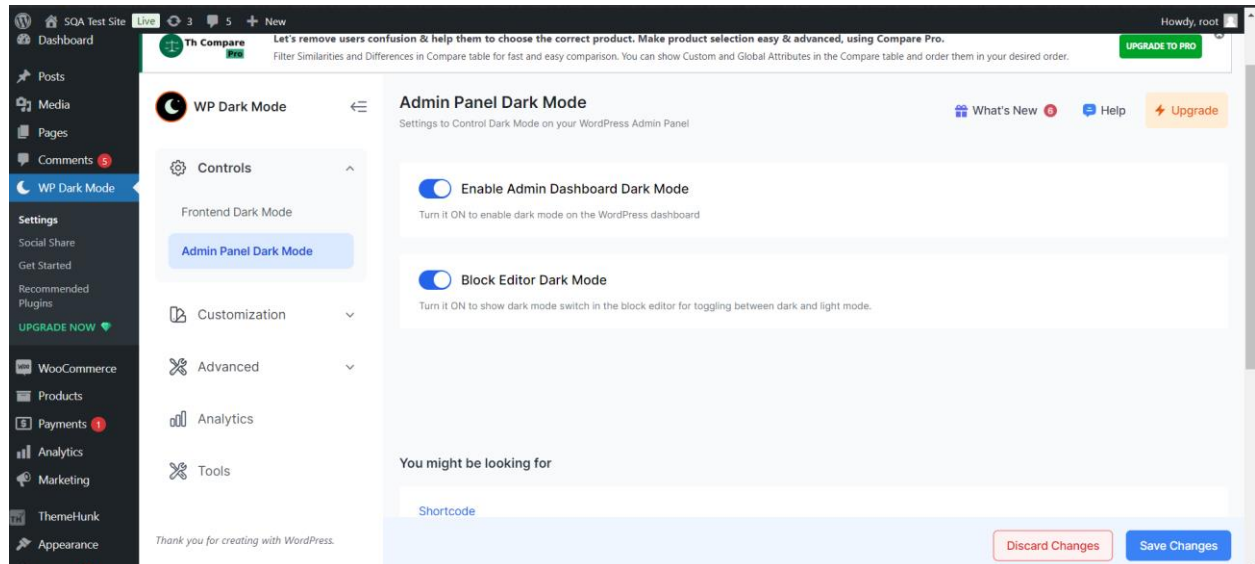 SQA Test Site Live 3 5 New Howdy, root
Dashboard
Posts
Media
Pages
Comments 5
WP Dark Mode
Settings
Social Share
Get Started
Recommended
Plugins
UPGRADE NOW
WooCommerce
Products
Payments 1
Analytics
Marketing
ThemeHunk
Appearance
Th Compare
Pro
Let's remove users confusion & help them to choose the correct product. Make product selection easy & advanced, using Compare Pro.
Filter Similarities and Differences in Compare table for fast and easy comparison. You can show Custom and Global Attributes in the Compare table and order them in your desired order.
UPGRADE TO PRO
WP Dark Mode
Controls
Frontend Dark Mode
Admin Panel Dark Mode
Customization
Advanced
Analytics
Tools
Thank you for creating with WordPress.
Admin Panel Dark Mode
Settings to Control Dark Mode on your WordPress Admin Panel
What's New 6 Help Upgrade
Enable Admin Dashboard Dark Mode
Turn it ON to enable dark mode on the WordPress dashboard
Block Editor Dark Mode
Turn it ON to show dark mode switch in the block editor for toggling between dark and light mode.
You might be looking for
Shortcode
Discard Changes Save Changes